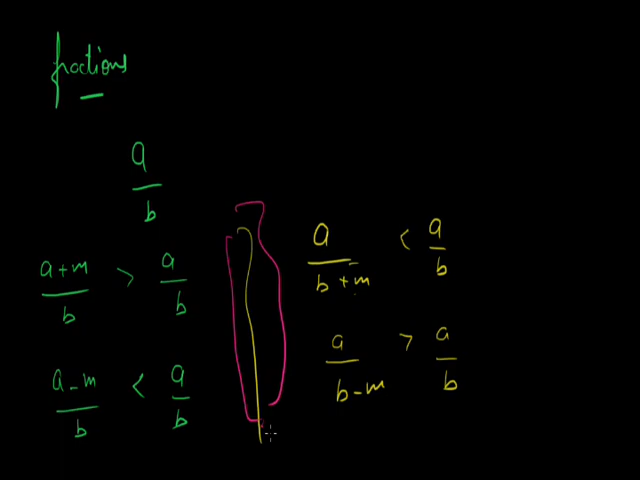 fractions
a/b
a+m/b > a/b
a-m/b < a/b
a/b+m < a/b
a/b-m > a/b